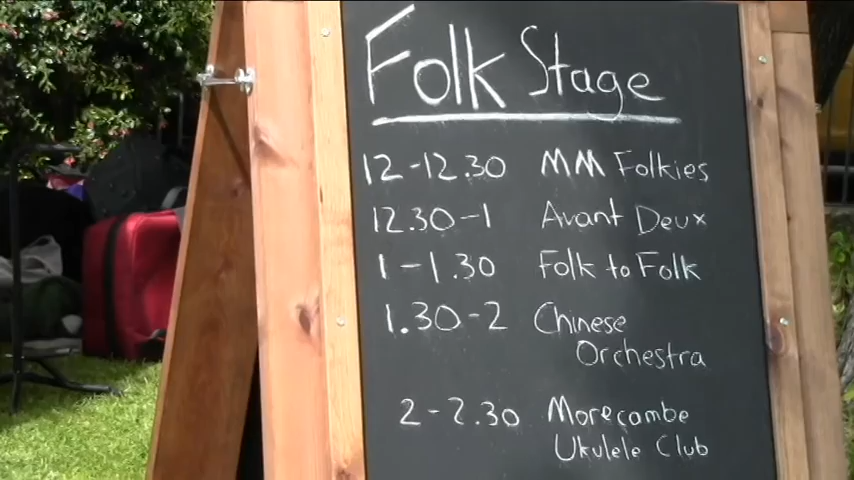 Folk Stage
12-12.30 MMM Folkies
12.30-1 Avant Deux
1-1.30 Folk to Folk
1.30-2 Chinese
Orchestra
2-2.30 Morecambe
Ukulele Club